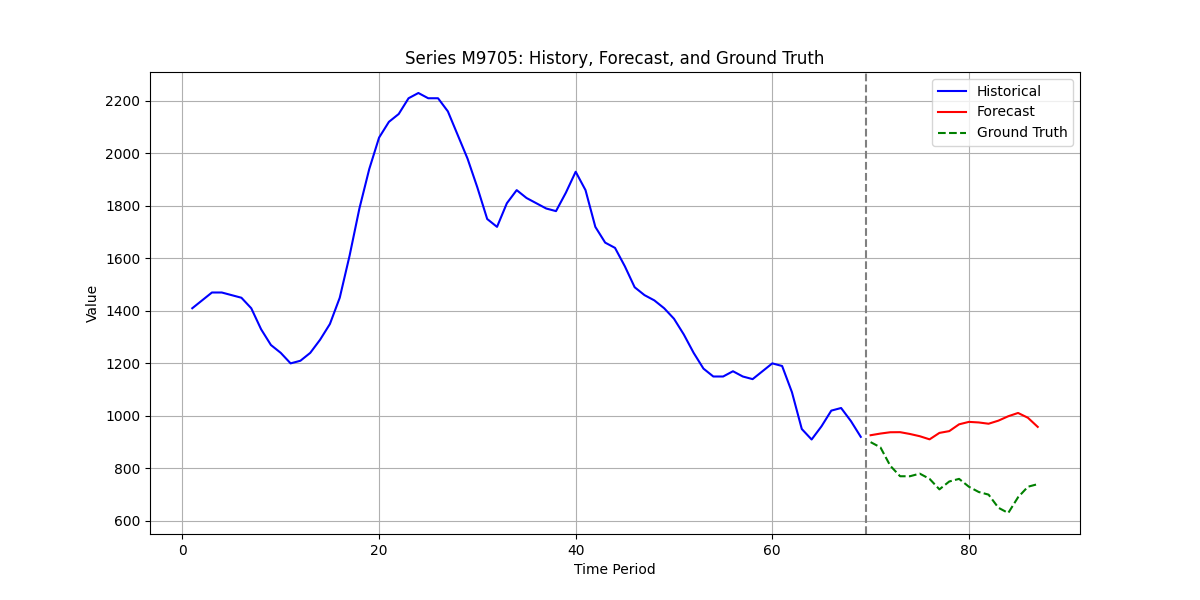 Series M9705: History, Forecast, and Ground Truth
Historical
Forecast
Ground Truth
2200
2000
1800
1600
1400
1200
1000
800
600
Value
0 20 40 60 80
Time Period